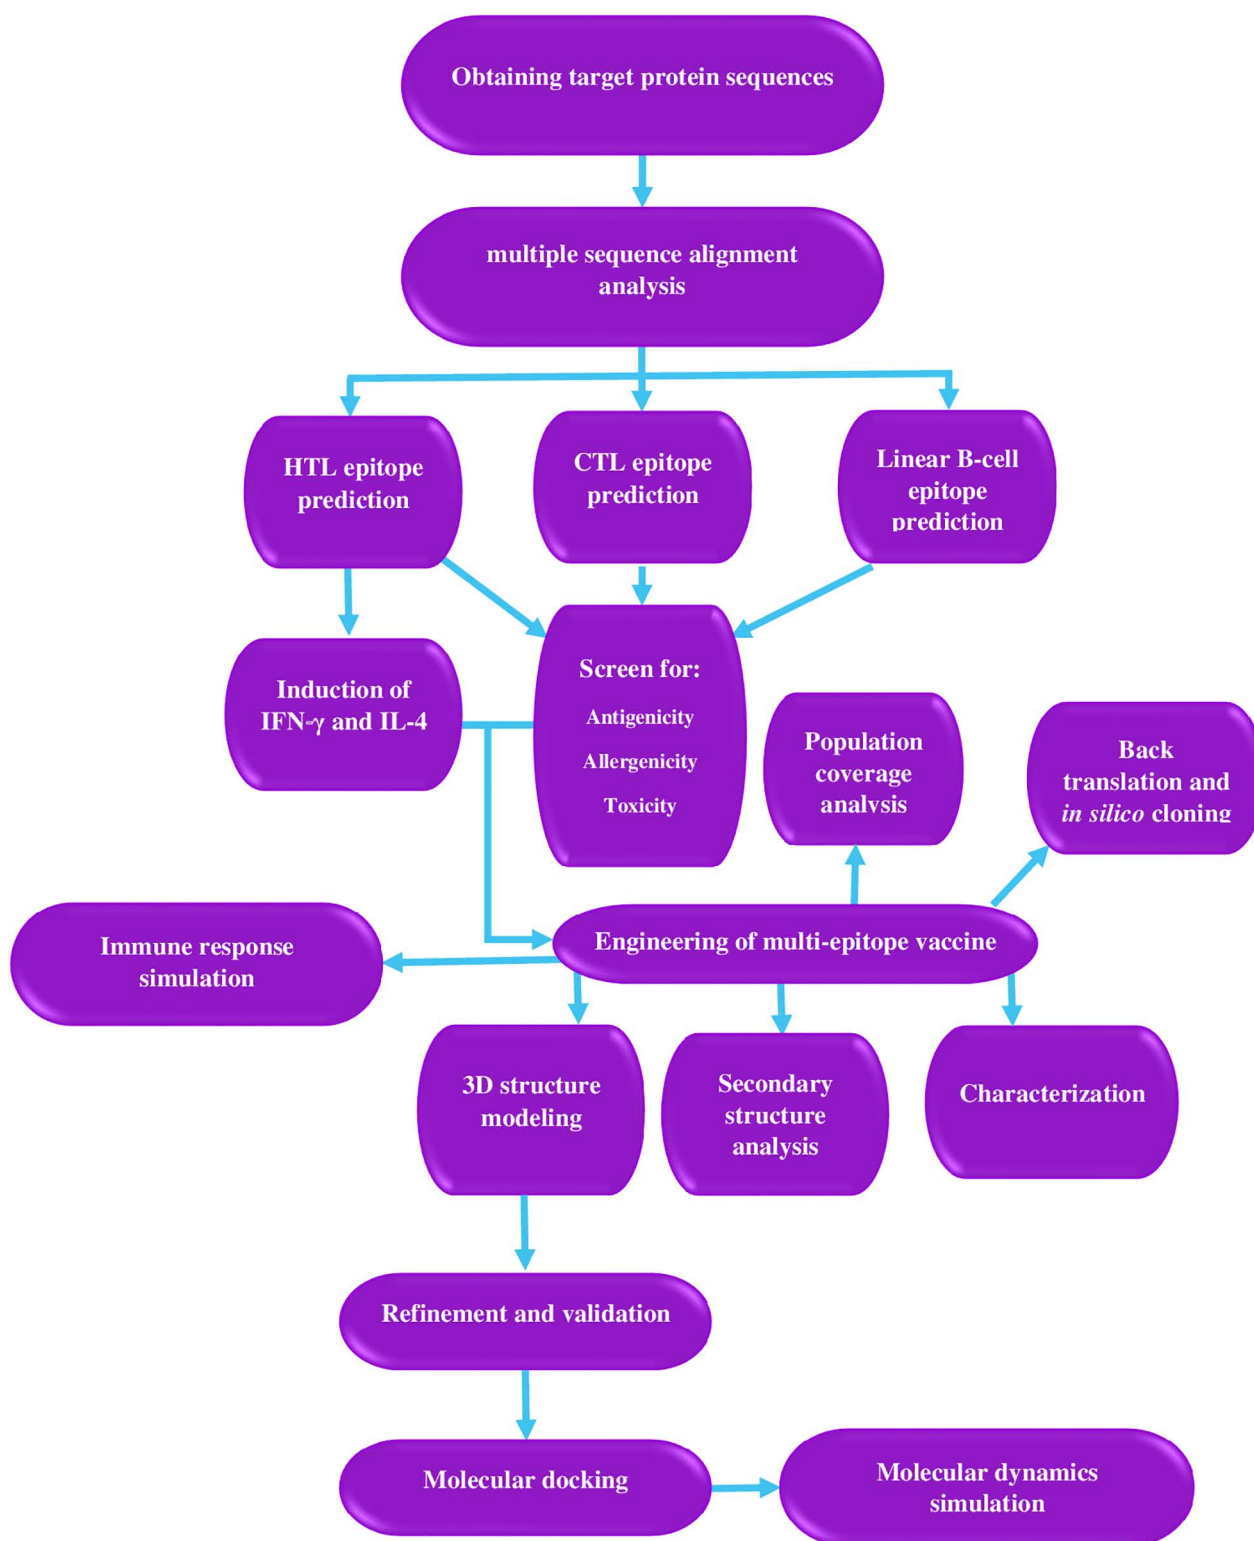 Obtaining target protein sequences
multiple sequence alignment
analysis
HTL epitope
prediction
CTL epitope
prediction
Linear B-cell
epitope
prediction
Induction of
IFN-γ and IL-4
Screen for:
Antigenicity
Allergenicity
Toxicity
Population
coverage
analysis
Back
translation and
in silico cloning
Engineering of multi-epitope vaccine
Immune response
simulation
3D structure
modeling
Secondary
structure
analysis
Characterization
Refinement and validation
Molecular docking
Molecular dynamics
simulation